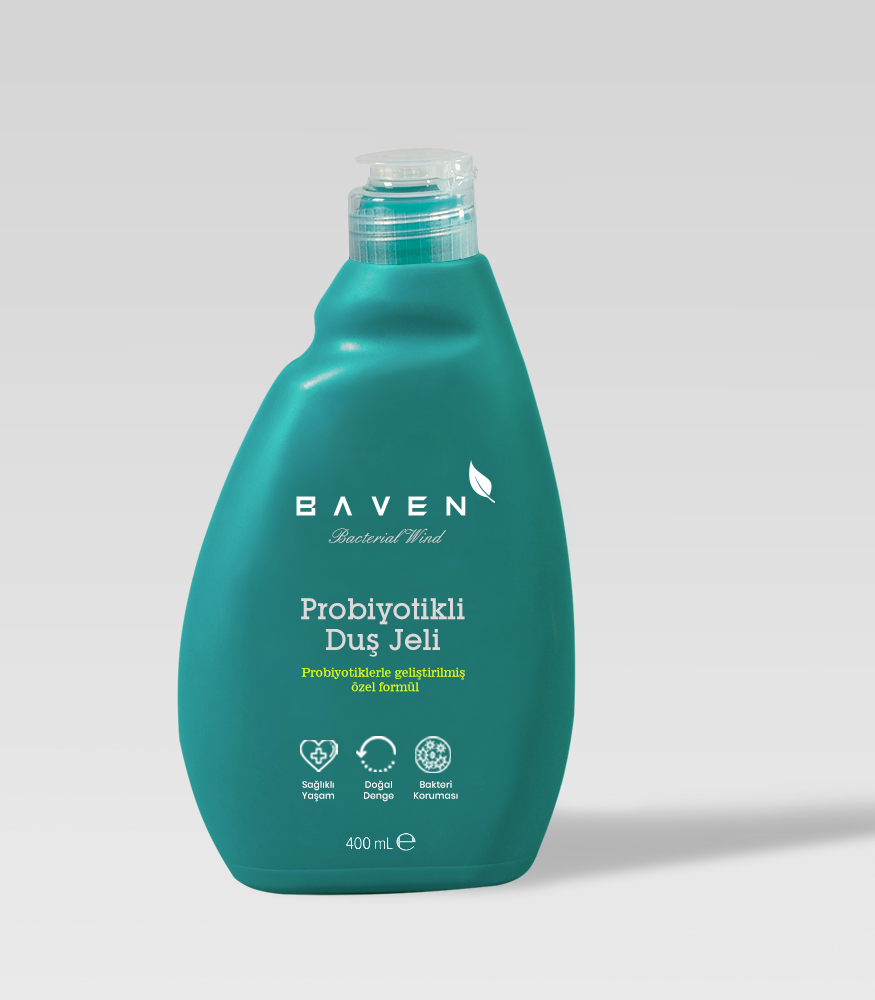 BAVEN
Bacterial Wind
Probiyotikli
Duş Jeli
Probiyotiklerle geliştirilmiş
özel formül
Sağlıklı
Yaşam
Doğal
Denge
Bakteri
Koruması
400 mL ℮